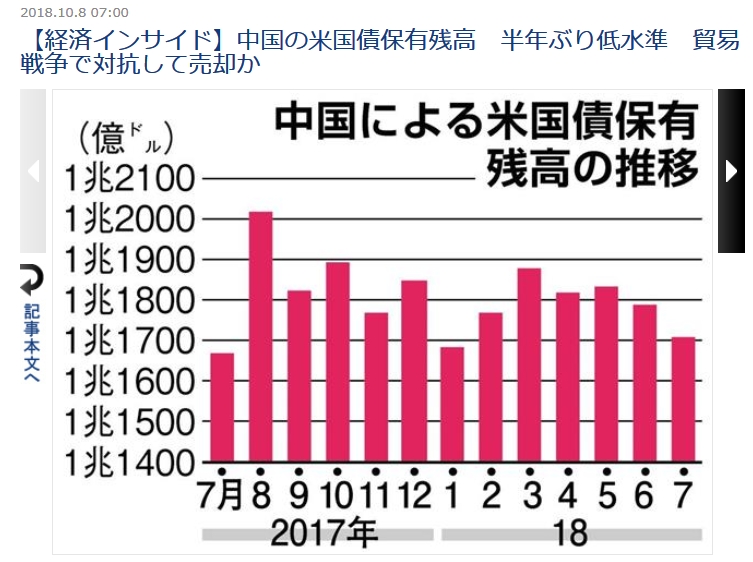 2018.10.8 07:00
【経済インサイド】中国の米国債保有残高　半年ぶり低水準　貿易
戦争で対抗して売却か
中国による米国債保有
残高の推移
（億㌦）
1兆2100
1兆2000
1兆1900
1兆1800
1兆1700
1兆1600
1兆1500
1兆1400
7月 8 9 10 11 12 1 2 3 4 5 6 7
2017年 18
記事本文へ